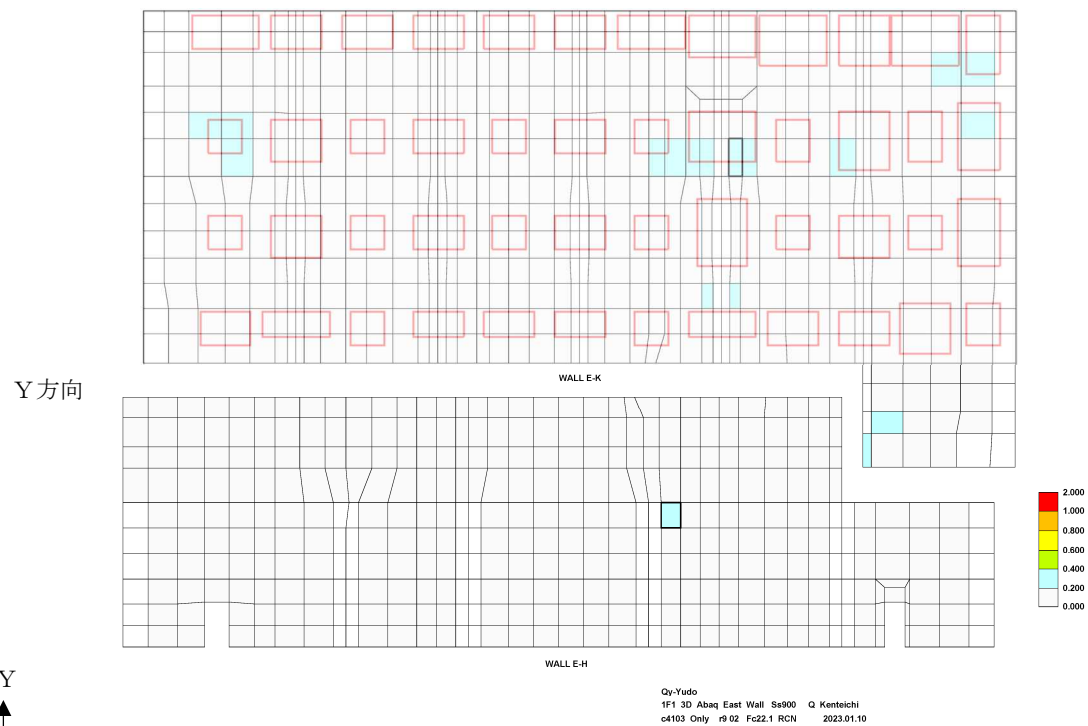 WALL E-K
Y方向
2.000
1.000
0.800
0.600
0.400
0.200
0.000
WALL E-H
Y
Qy-Yudo
1F1 3D Abaq East Wall Ss900 Q Kenteichi
c4103 Only r9 02 Fc22.1 RCN 2023.01.10